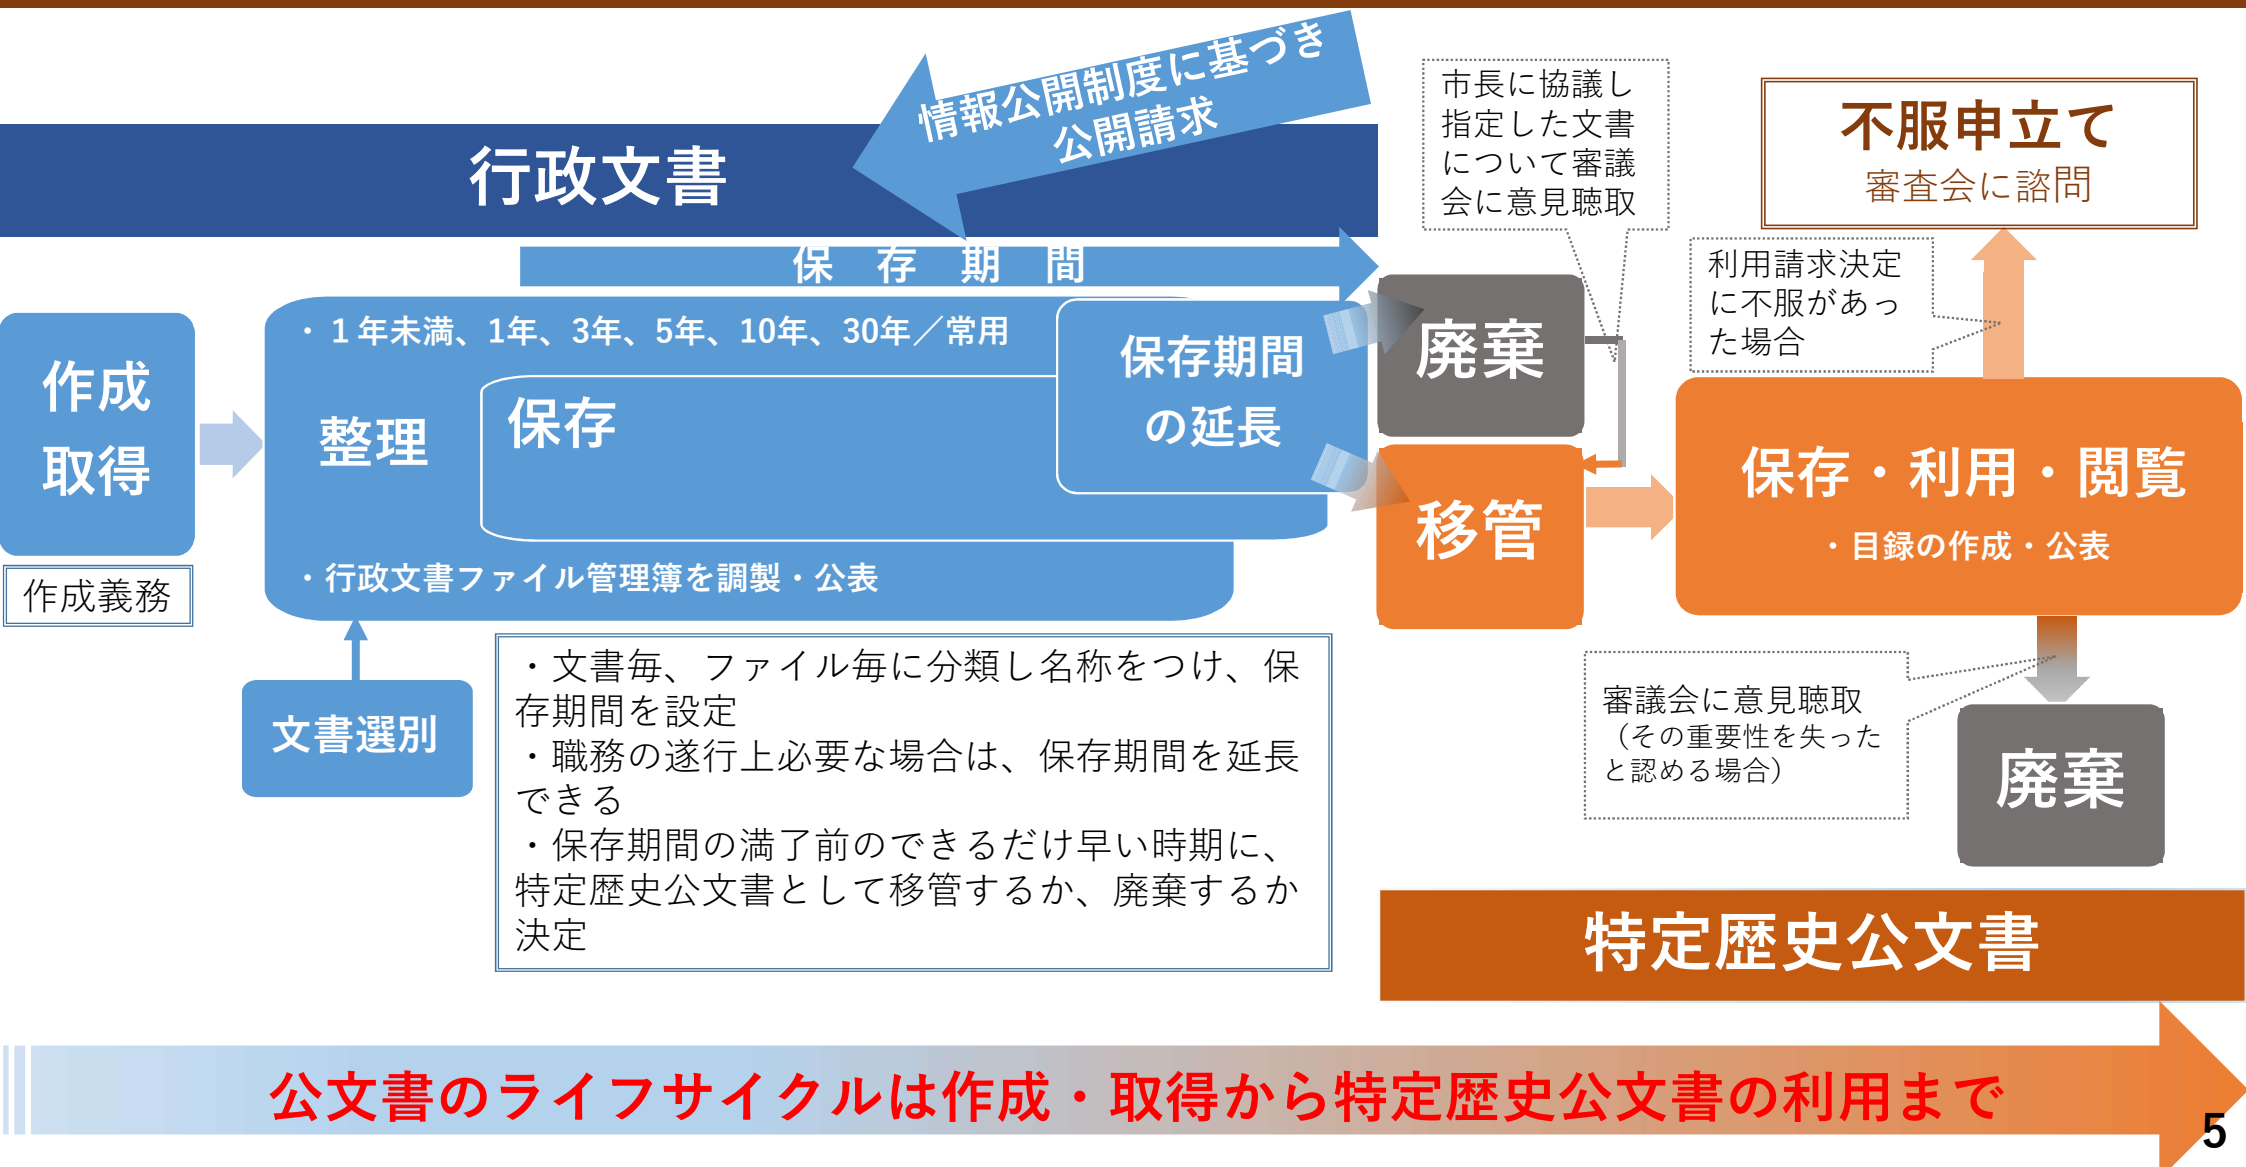 情報公開制度に基づき
公開請求
行政文書
保　存　期　間
市長に協議し
指定した文書
について審議
会に意見聴取
不服申立て
審査会に諮問
利用請求決定
に不服があっ
た場合
作成
取得
作成義務
・１年未満、1年、3年、5年、10年、30年／常用
整理
保存
保存期間
の延長
・行政文書ファイル管理簿を調製・公表
文書選別
・文書毎、ファイル毎に分類し名称をつけ、保
存期間を設定
・職務の遂行上必要な場合は、保存期間を延長
できる
・保存期間の満了前のできるだけ早い時期に、
特定歴史公文書として移管するか、廃棄するか
決定
廃棄
移管
保存・利用・閲覧
・目録の作成・公表
審議会に意見聴取
（その重要性を失った
と認める場合）
廃棄
特定歴史公文書
公文書のライフサイクルは作成・取得から特定歴史公文書の利用まで
5